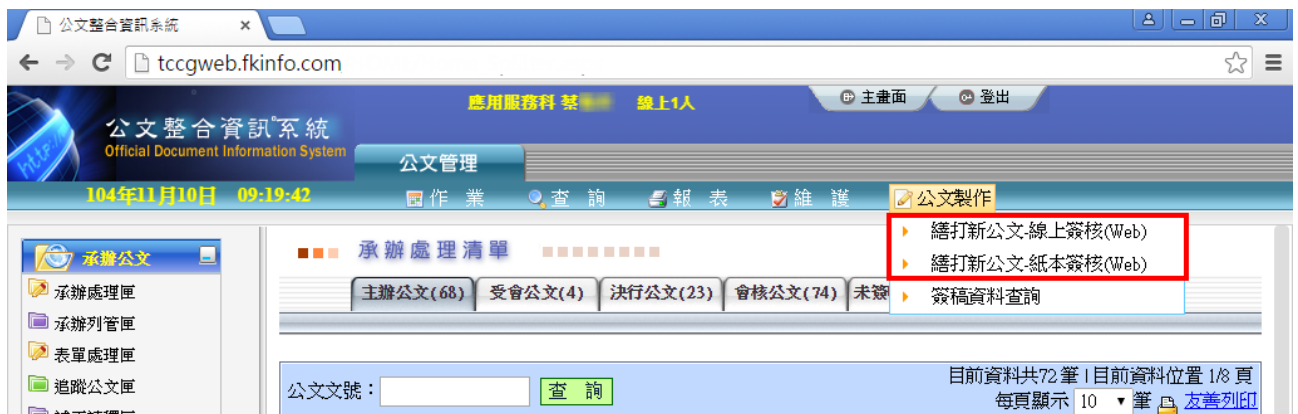 公文整合資訊系統
tccgweb.fkinfo.com
應用服務科 蔡 線上1人 主畫面 登出
公文整合資訊系統
Official Document Information System
公文管理
104年11月10日 09:19:42 作業 查詢 報表 維護 公文製作
繕打新公文-線上簽核(Web)
繕打新公文-紙本簽核(Web)
簽稿資料查詢
承辦公文
承辦處理匣
承辦列管匣
表單處理匣
追蹤公文匣
承辦處理清單
主辦公文(68) 受會公文(4) 決行公文(23) 會核公文(74) 未簽
公文文號： 查詢
目前資料共72筆 | 目前資料位置 1/8 頁
每頁顯示 10 筆 友善列印